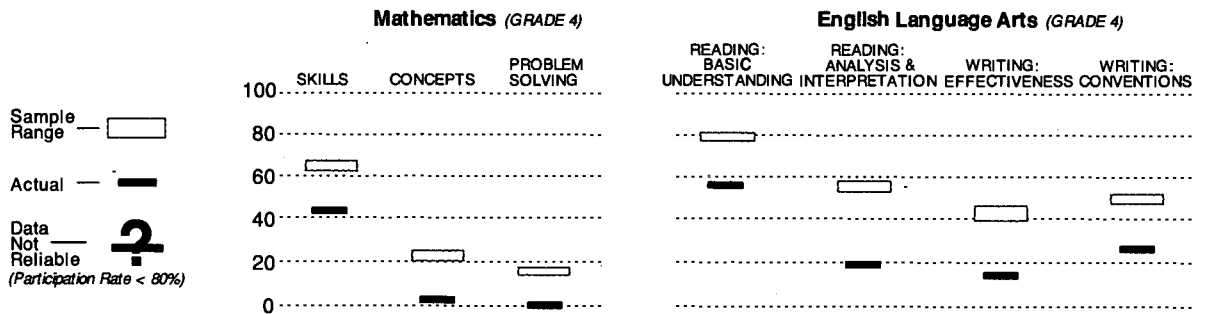 Mathematics (GRADE 4)
English Language Arts (GRADE 4)
SKILLS
CONCEPTS
PROBLEM
SOLVING
READING:
BASIC
UNDERSTANDING
READING:
ANALYSIS &
INTERPRETATION
WRITING:
EFFECTIVENESS
WRITING:
CONVENTIONS
100
80
60
40
20
0
Sample
Range
Actual
Data
Not
Reliable
?
(Participation Rate < 80%)